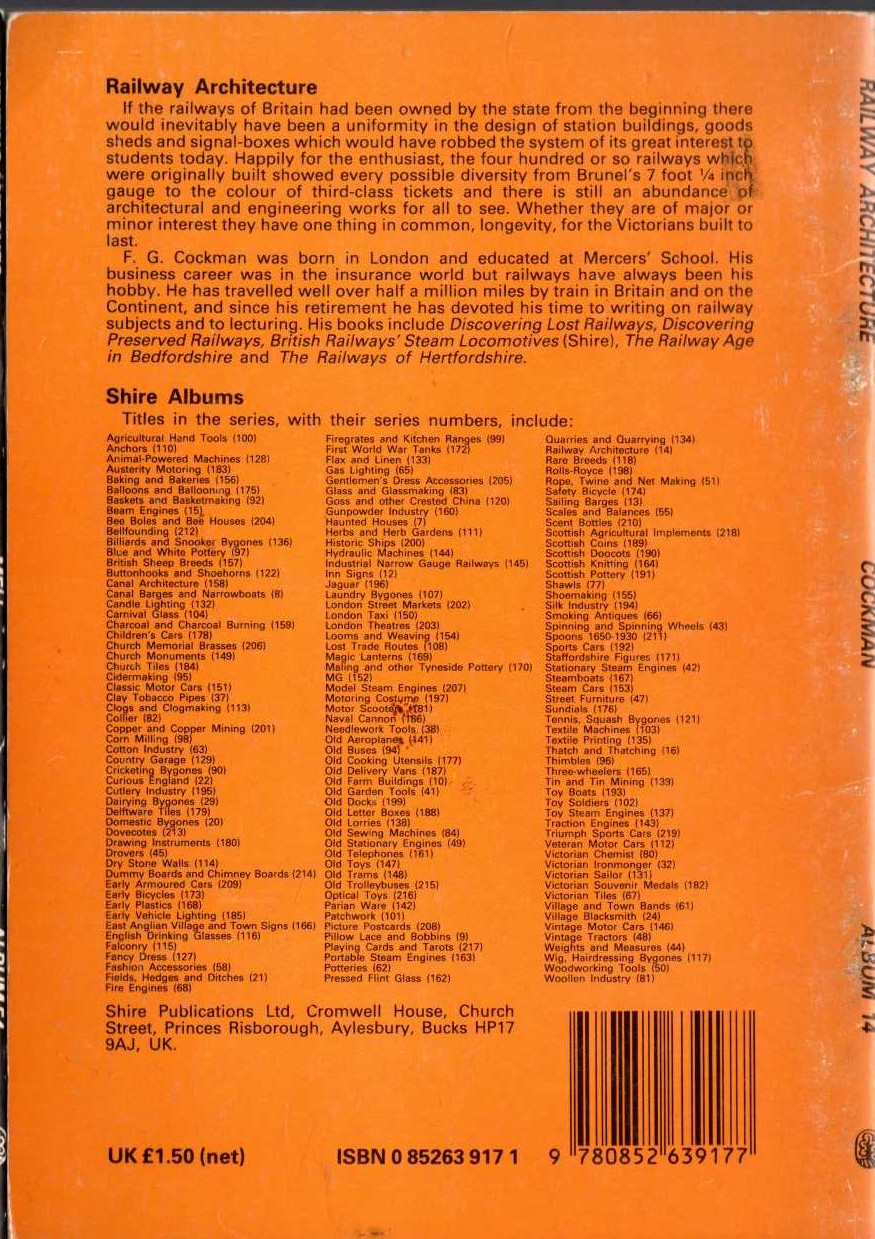 Railway Architecture
If the railways of Britain had been owned by the state from the beginning there
would inevitably have been a uniformity in the design of station buildings, goods
sheds and signal-boxes which would have robbed the system of its great interest to
students today. Happily for the enthusiast, the four hundred or so railways which
were originally built showed every possible diversity from Brunel's 7 foot ¼ inch
gauge to the colour of third-class tickets and there is still an abundance of
architectural and engineering works for all to see. Whether they are of major or
minor interest they have one thing in common, longevity, for the Victorians built to
last.
F. G. Cockman was born in London and educated at Mercers' School. His
business career was in the insurance world but railways have always been his
hobby. He has travelled well over half a million miles by train in Britain and on the
Continent, and since his retirement he has devoted his time to writing on railway
subjects and to lecturing. His books include Discovering Lost Railways, Discovering
Preserved Railways, British Railways' Steam Locomotives (Shire), The Railway Age
in Bedfordshire and The Railways of Hertfordshire.
Shire Albums
Titles in the series, with their series numbers, include:
Agricultural Hand Tools (100)
Anchors (110)
Animal-Powered Machines (128)
Austerity Motoring (183)
Baking and Bakeries (156)
Balloons and Ballooning (175)
Baskets and Basketmaking (92)
Beam Engines (15)
Bee Boles and Bee Houses (204)
Bellfounding (212)
Billiards and Snooker Bygones (136)
Blue and White Pottery (97)
British Sheep Breeds (157)
Buttonhooks and Shoehorns (122)
Canal Architecture (158)
Canal Barges and Narrowboats (8)
Candle Lighting (132)
Carnival Glass (104)
Charcoal and Charcoal Burning (159)
Children's Cars (178)
Church Memorial Brasses (206)
Church Monuments (149)
Church Tiles (184)
Cidermaking (95)
Classic Motor Cars (151)
Clay Tobacco Pipes (37)
Clogs and Clogmaking (113)
Collier (82)
Copper and Copper Mining (201)
Corn Milling (98)
Cotton Industry (63)
Country Garage (129)
Cricketing Bygones (90)
Curious England (22)
Cutlery Industry (195)
Dairying Bygones (29)
Delftware Tiles (179)
Domestic Bygones (20)
Dovecotes (213)
Drawing Instruments (180)
Drovers (45)
Dry Stone Walls (114)
Dummy Boards and Chimney Boards (214)
Early Armoured Cars (209)
Early Bicycles (173)
Early Plastics (168)
Early Vehicle Lighting (185)
East Anglian Village and Town Signs (166)
English Drinking Glasses (116)
Falconry (115)
Fancy Dress (127)
Fashion Accessories (58)
Fields, Hedges and Ditches (21)
Fire Engines (68)
Firegrates and Kitchen Ranges (99)
First World War Tanks (172)
Flax and Linen (133)
Gas Lighting (65)
Gentlemen's Dress Accessories (205)
Glass and Glassmaking (83)
Goss and other Crested China (120)
Gunpowder Industry (160)
Haunted Houses (7)
Herbs and Herb Gardens (111)
Historic Ships (200)
Hydraulic Machines (144)
Industrial Narrow Gauge Railways (145)
Inn Signs (12)
Jaguar (196)
Laundry Bygones (107)
London Street Markets (202)
London Taxi (150)
London Theatres (203)
Looms and Weaving (154)
Lost Trade Routes (108)
Magic Lanterns (169)
Maling and other Tyneside Pottery (170)
MG (152)
Model Steam Engines (207)
Motoring Costume (197)
Motor Scooters (181)
Naval Cannon (186)
Needlework Tools (38)
Old Aeroplanes (141)
Old Buses (94)
Old Cooking Utensils (177)
Old Delivery Vans (187)
Old Farm Buildings (10)
Old Garden Tools (41)
Old Docks (199)
Old Letter Boxes (188)
Old Lorries (138)
Old Sewing Machines (84)
Old Stationary Engines (49)
Old Telephones (161)
Old Toys (147)
Old Trams (148)
Old Trolleybuses (215)
Optical Toys (216)
Parian Ware (142)
Patchwork (101)
Picture Postcards (208)
Pillow Lace and Bobbins (9)
Playing Cards and Tarots (217)
Portable Steam Engines (163)
Potteries (62)
Pressed Flint Glass (162)
Quarries and Quarrying (134)
Railway Architecture (14)
Rare Breeds (118)
Rolls-Royce (198)
Rope, Twine and Net Making (51)
Safety Bicycle (174)
Sailing Barges (13)
Scales and Balances (55)
Scent Bottles (210)
Scottish Agricultural Implements (218)
Scottish Coins (189)
Scottish Doocots (190)
Scottish Knitting (164)
Scottish Pottery (191)
Shawls (77)
Shoemaking (155)
Silk Industry (194)
Smoking Antiques (66)
Spinning and Spinning Wheels (43)
Spoons 1650-1930 (211)
Sports Cars (192)
Staffordshire Figures (171)
Stationary Steam Engines (42)
Steamboats (167)
Steam Cars (153)
Street Furniture (47)
Sundials (176)
Tennis, Squash Bygones (121)
Textile Machines (103)
Textile Printing (135)
Thatch and Thatching (16)
Thimbles (96)
Three-wheelers (165)
Tin and Tin Mining (139)
Toy Boats (193)
Toy Soldiers (102)
Toy Steam Engines (137)
Traction Engines (143)
Triumph Sports Cars (219)
Veteran Motor Cars (112)
Victorian Chemist (80)
Victorian Ironmonger (32)
Victorian Sailor (131)
Victorian Souvenir Medals (182)
Victorian Tiles (67)
Village and Town Bands (61)
Village Blacksmith (24)
Vintage Motor Cars (146)
Vintage Tractors (48)
Weights and Measures (44)
Wig, Hairdressing Bygones (117)
Woodworking Tools (50)
Woollen Industry (81)
Shire Publications Ltd, Cromwell House, Church
Street, Princes Risborough, Aylesbury, Bucks HP17
9AJ, UK.
UK £1.50 (net)
ISBN 0 85263 917 1
9 780852 639177
RAILWAY ARCHITECTURE
COCKMAN
ALBUM 14